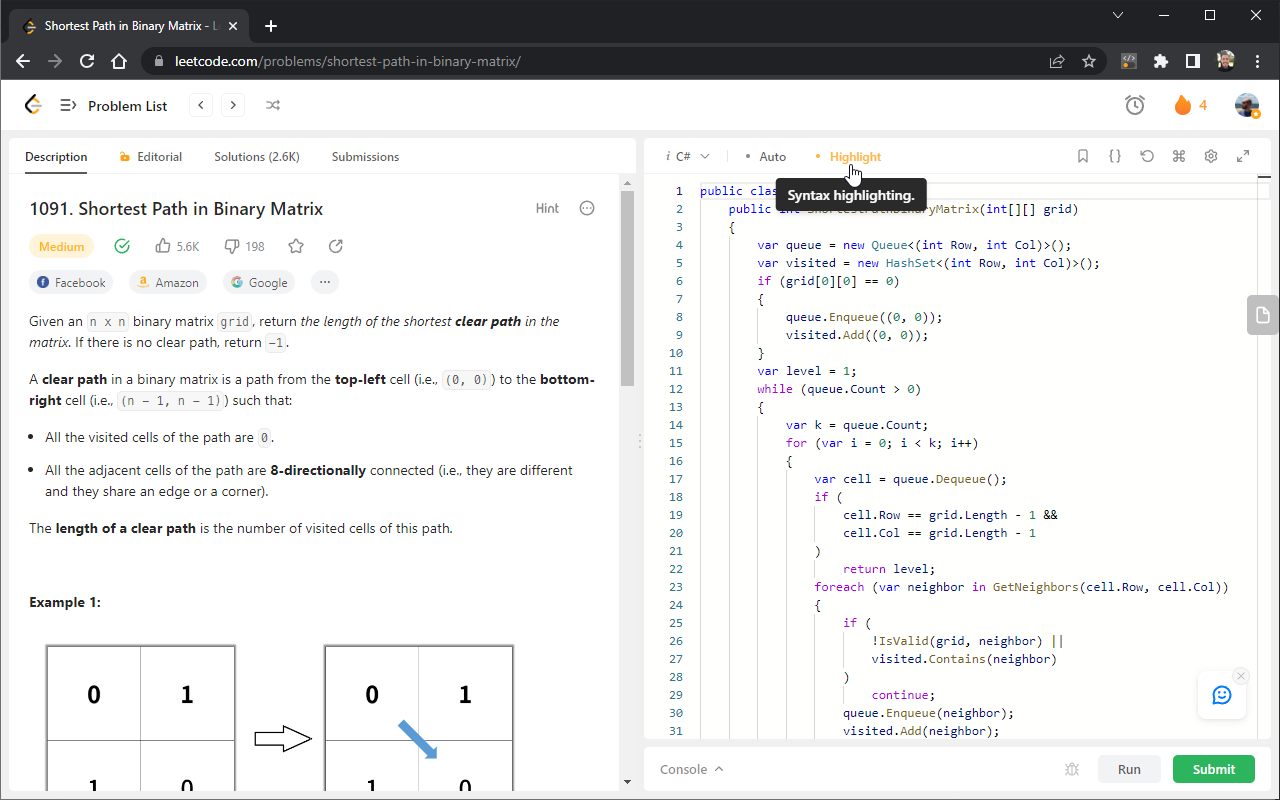 Shortest Path in Binary Matrix - L
leetcode.com/problems/shortest-path-in-binary-matrix/
Problem List
4
Description
Editorial
Solutions (2.6K)
Submissions
1091. Shortest Path in Binary Matrix
Hint
Medium
5.6K
198
Facebook
Amazon
Google
Given an n x n binary matrix grid, return the length of the shortest clear path in the
matrix. If there is no clear path, return -1.
A clear path in a binary matrix is a path from the top-left cell (i.e., (0, 0)) to the bottom-
right cell (i.e., (n - 1, n - 1)) such that:
• All the visited cells of the path are 0.
• All the adjacent cells of the path are 8-directionally connected (i.e., they are different
and they share an edge or a corner).
The length of a clear path is the number of visited cells of this path.
Example 1:
0 1
1 0
0 1
1 0
i C#
• Auto
• Highlight
Syntax highlighting.
1 public clas
2 public int ShortestPathBinaryMatrix(int[][] grid)
3 {
4 var queue = new Queue<(int Row, int Col)>();
5 var visited = new HashSet<(int Row, int Col)>();
6 if (grid[0][0] == 0)
7 {
8 queue.Enqueue((0, 0));
9 visited.Add((0, 0));
10 }
11 var level = 1;
12 while (queue.Count > 0)
13 {
14 var k = queue.Count;
15 for (var i = 0; i < k; i++)
16 {
17 var cell = queue.Dequeue();
18 if (
19 cell.Row == grid.Length - 1 &&
20 cell.Col == grid.Length - 1
21 )
22 return level;
23 foreach (var neighbor in GetNeighbors(cell.Row, cell.Col))
24 {
25 if (
26 !IsValid(grid, neighbor) ||
27 visited.Contains(neighbor)
28 )
29 continue;
30 queue.Enqueue(neighbor);
31 visited.Add(neighbor);
Console
Run
Submit